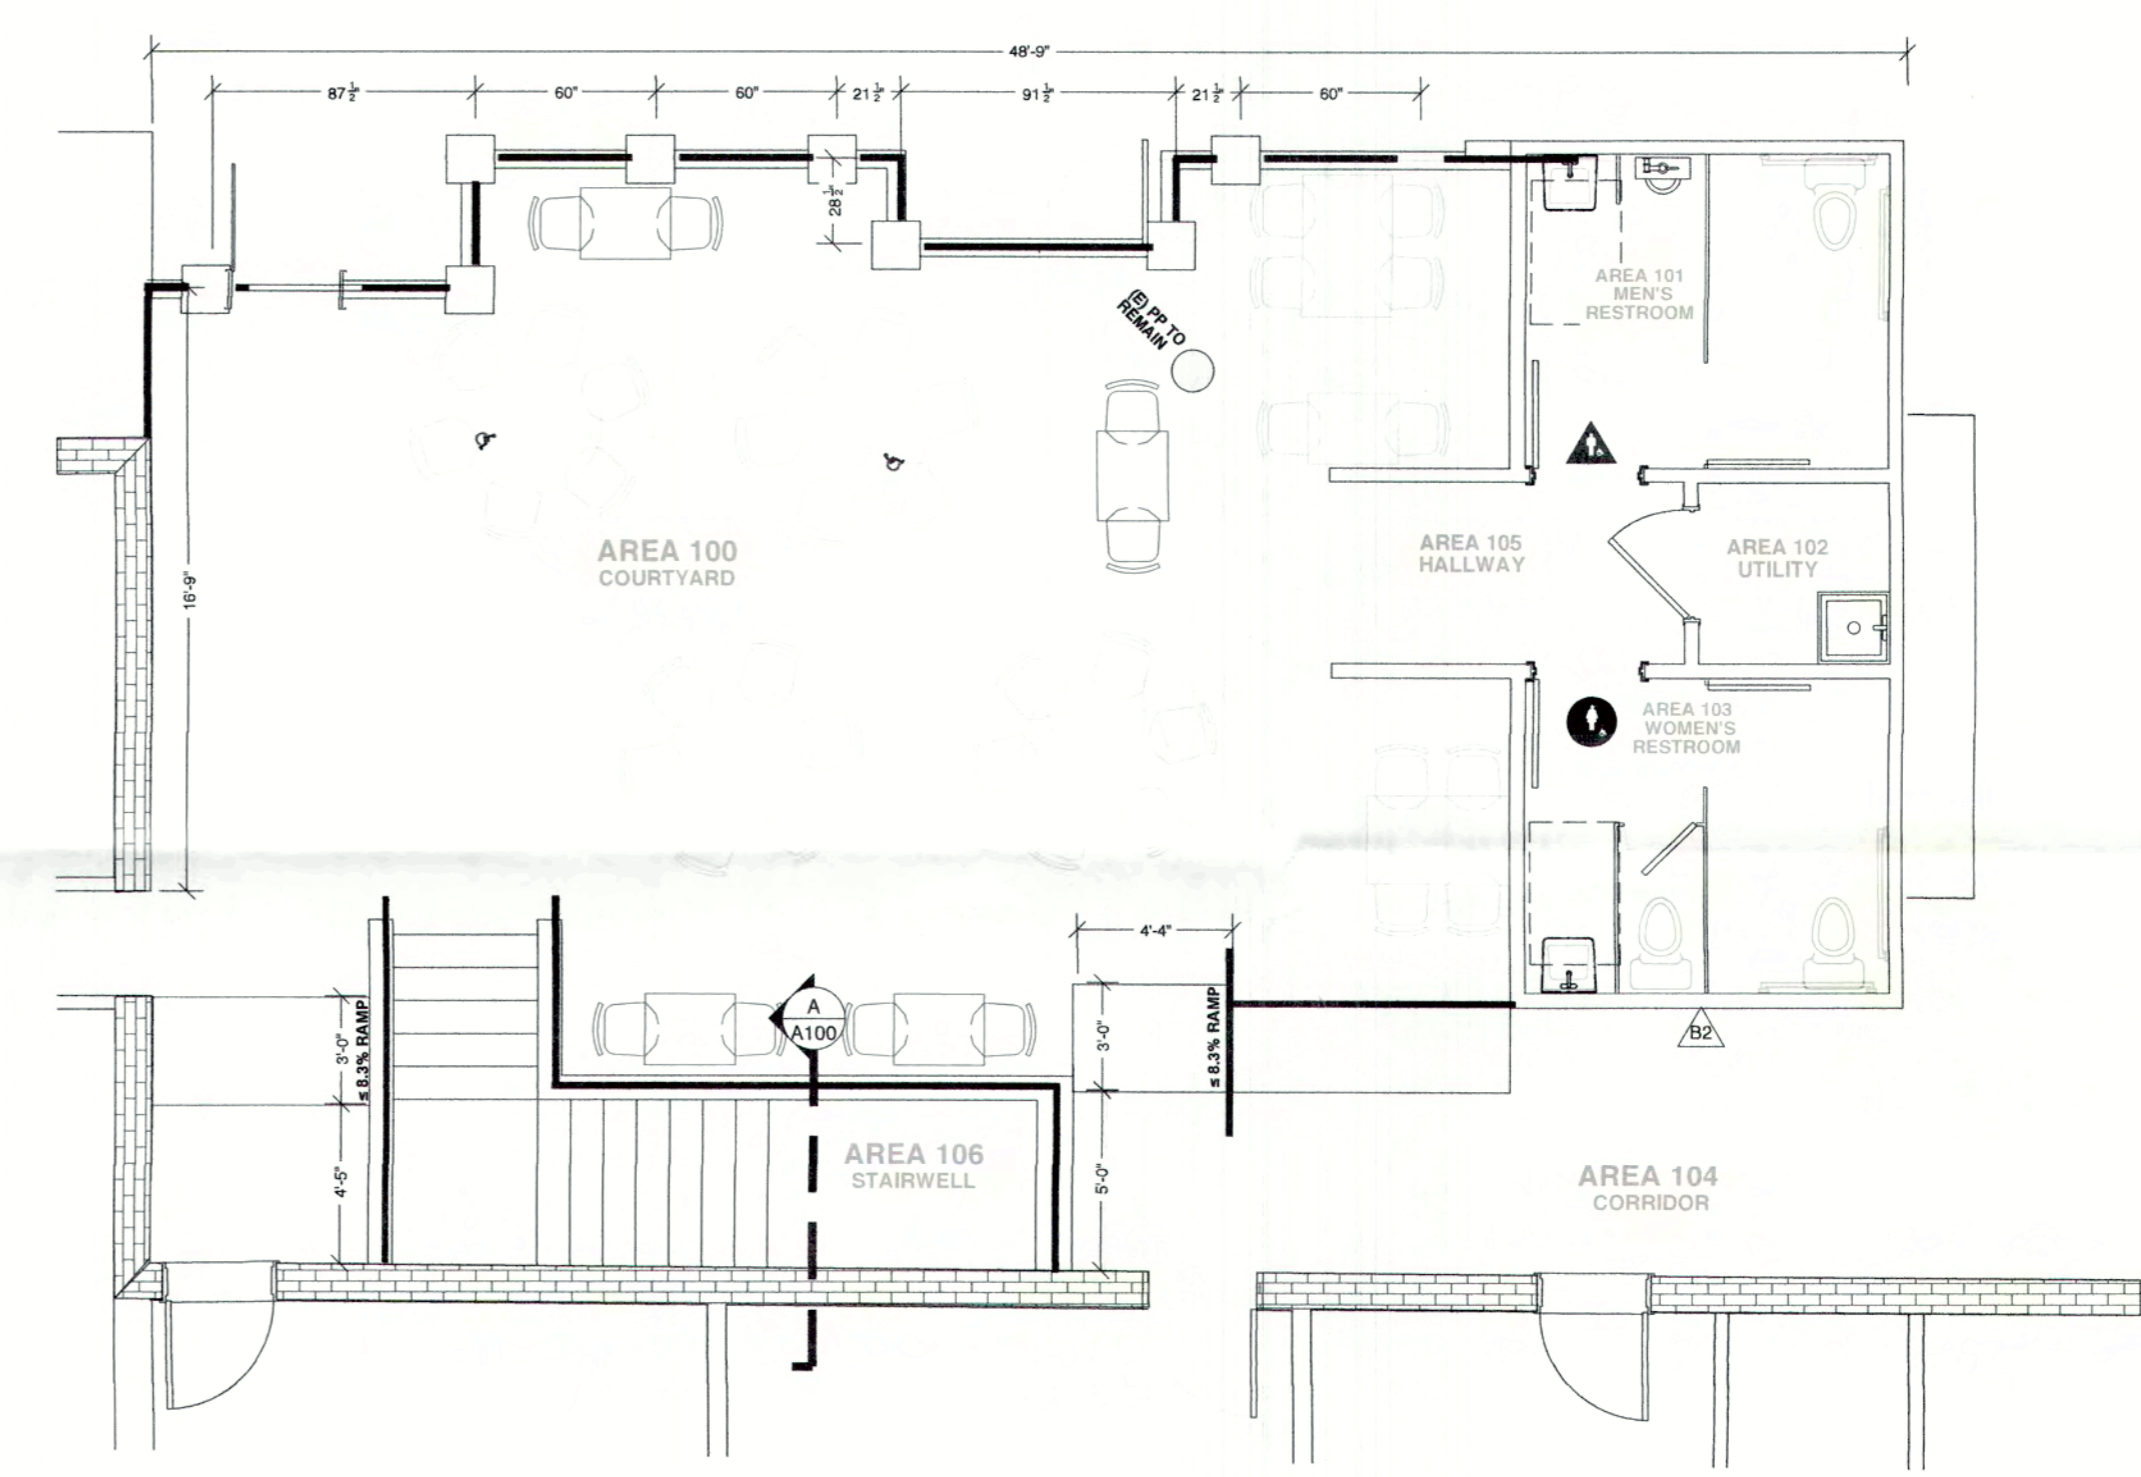 48'-9"
87 ½"
60"
60"
21 ½"
91 ½"
21 ½"
60"
28 ½"
(E) PP TO
REMAIN
AREA 101
MEN'S
RESTROOM
AREA 100
COURTYARD
16'-9"
AREA 105
HALLWAY
AREA 102
UTILITY
AREA 103
WOMEN'S
RESTROOM
4'-4"
3'-0"
≤ 8.3% RAMP
A
A100
3'-0"
≤ 8.3% RAMP
B2
4'-5"
AREA 106
STAIRWELL
5'-0"
AREA 104
CORRIDOR